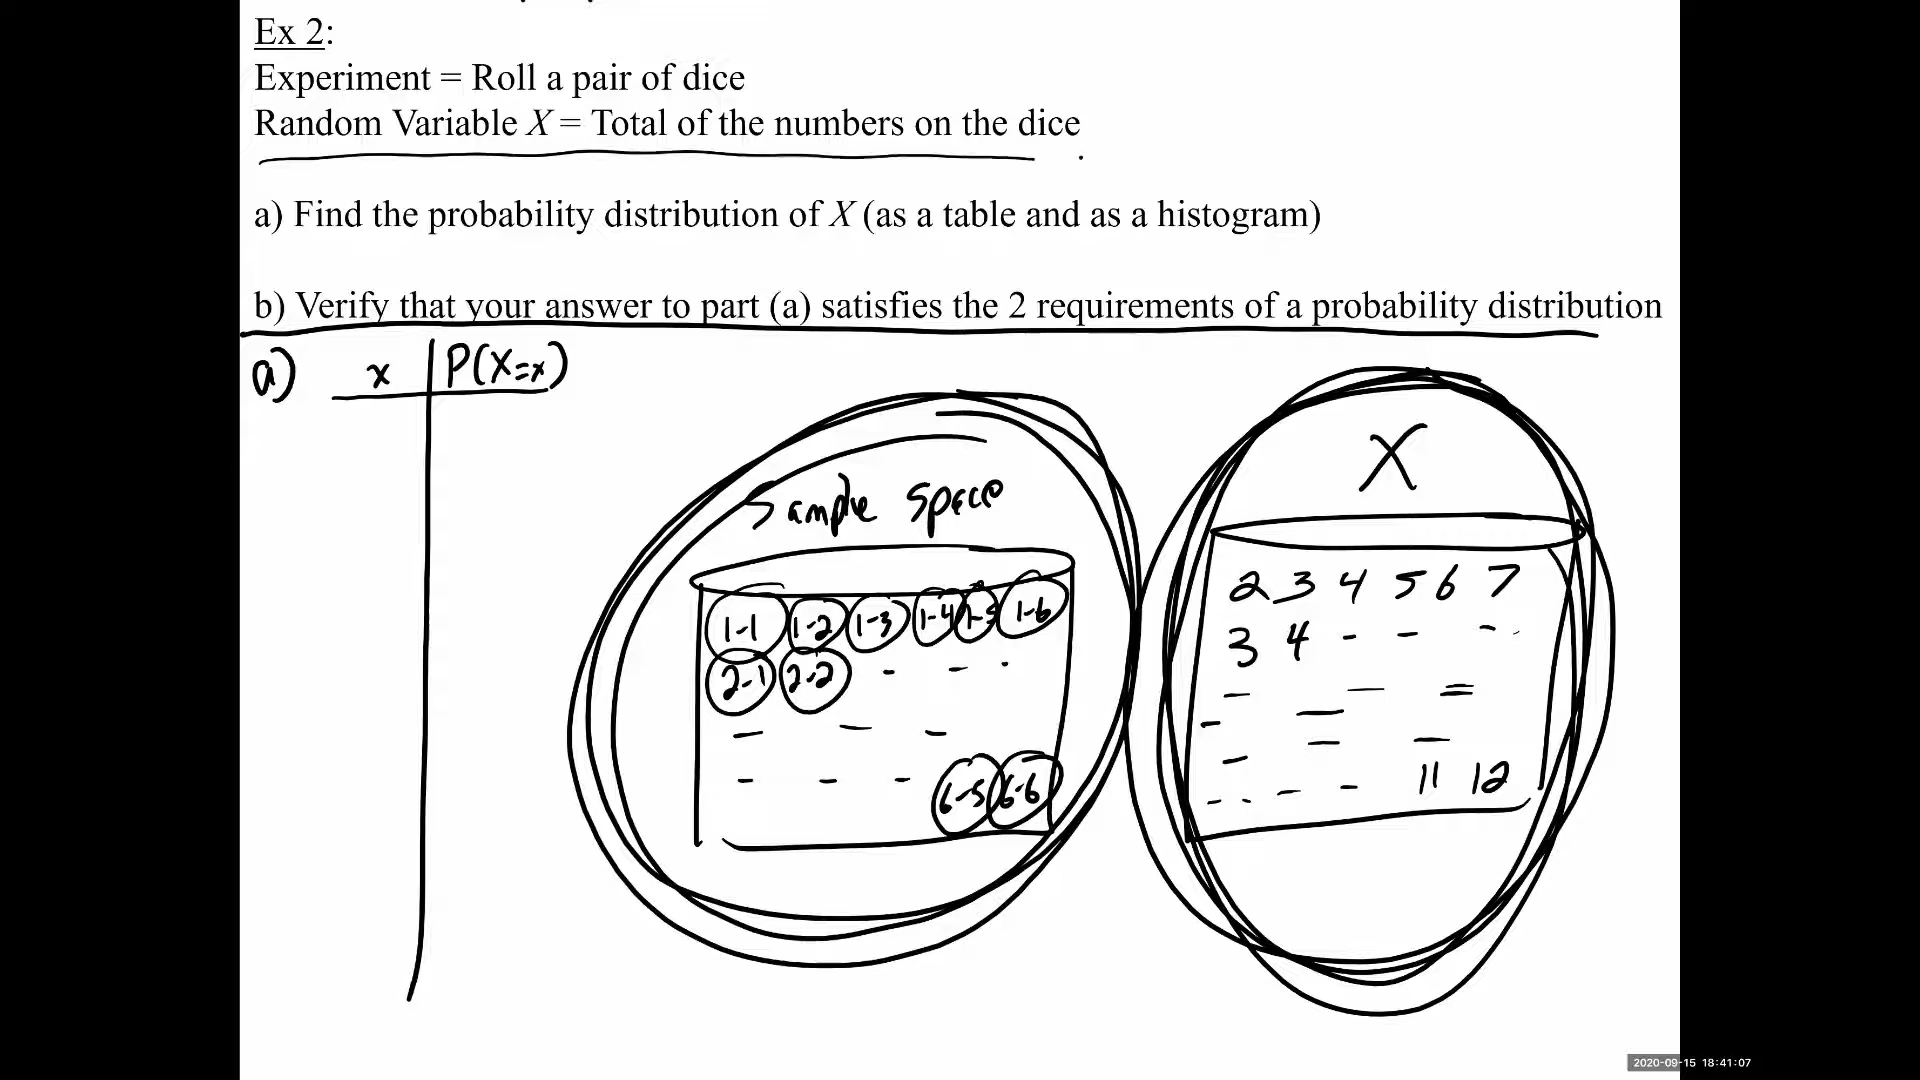 Ex 2:
Experiment = Roll a pair of dice
Random Variable X = Total of the numbers on the dice
a) Find the probability distribution of X (as a table and as a histogram)
b) Verify that your answer to part (a) satisfies the 2 requirements of a probability distribution
a) x P(X=x)
Sample Space
1-1 1-2 1-3 1-4 1-5 1-6
2-1 2-2 - - .
- - -
- - - 6-5 6-6
X
2 3 4 5 6 7
3 4 - - -
- - =
- -
- - -
- - - - 11 12
2020-09-15 18:41:07